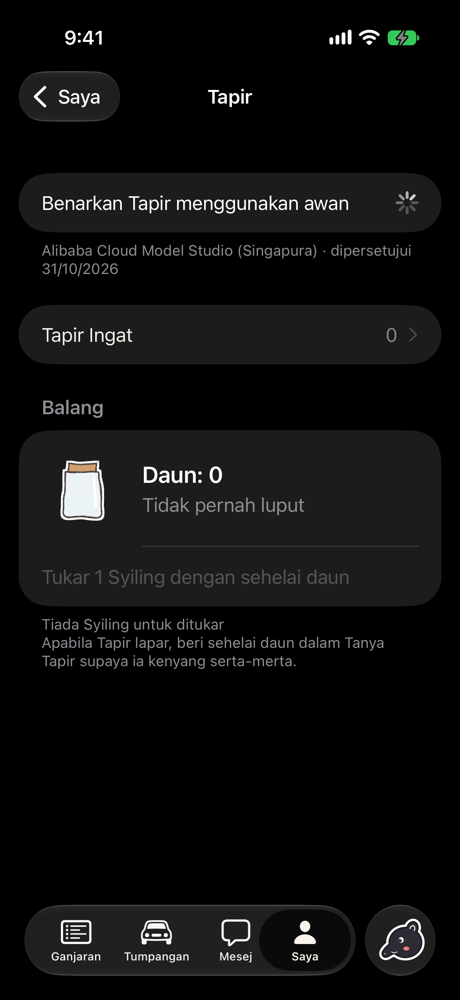 9:41
Saya
Tapir
Benarkan Tapir menggunakan awan
Alibaba Cloud Model Studio (Singapura) · dipersetujui
31/10/2026
Tapir Ingat
0
Balang
Daun: 0
Tidak pernah luput
Tukar 1 Syiling dengan sehelai daun
Tiada Syiling untuk ditukar
Apabila Tapir lapar, beri sehelai daun dalam Tanya
Tapir supaya ia kenyang serta-merta.
Ganjaran
Tumpangan
Mesej
Saya